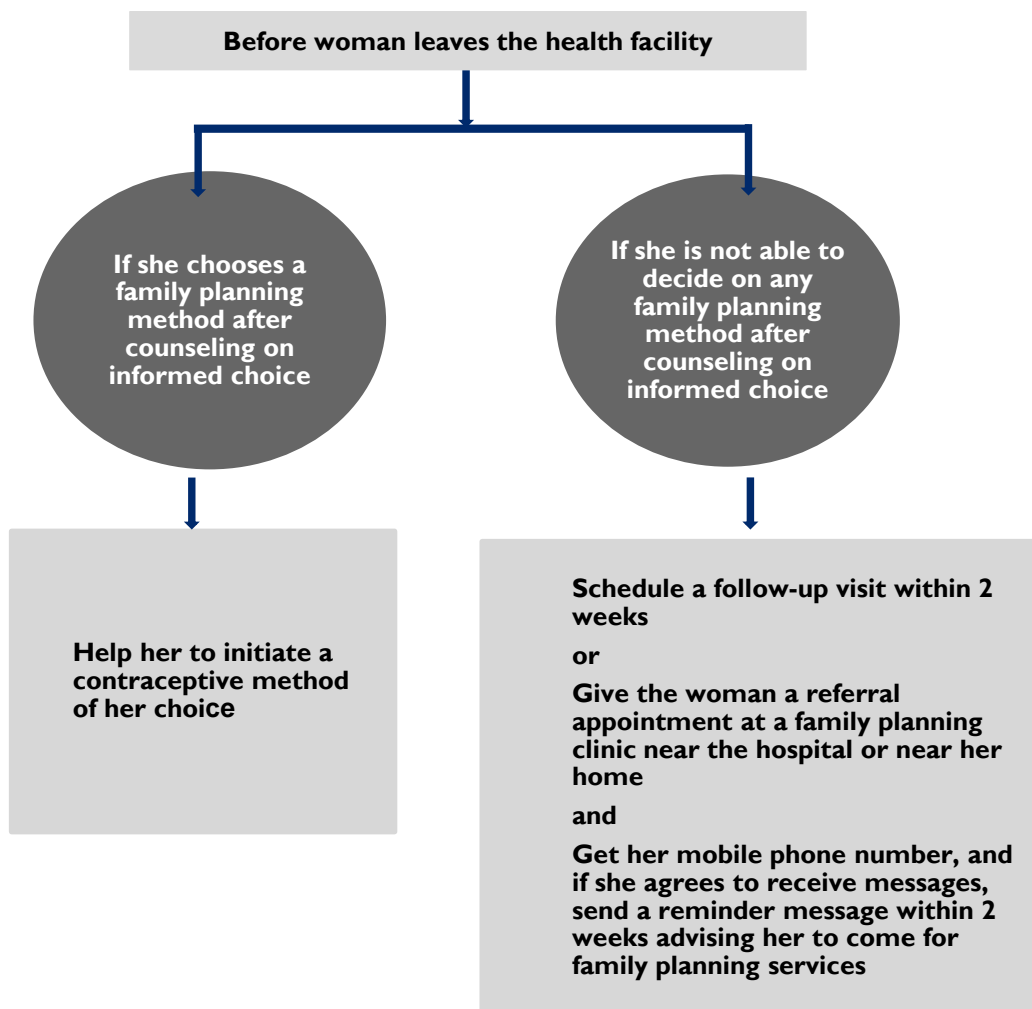 Before woman leaves the health facility
If she chooses a
family planning
method after
counseling on
informed choice
If she is not able to
decide on any
family planning
method after
counseling on
informed choice
Help her to initiate a
contraceptive method
of her choice
Schedule a follow-up visit within 2
weeks
or
Give the woman a referral
appointment at a family planning
clinic near the hospital or near her
home
and
Get her mobile phone number, and
if she agrees to receive messages,
send a reminder message within 2
weeks advising her to come for
family planning services